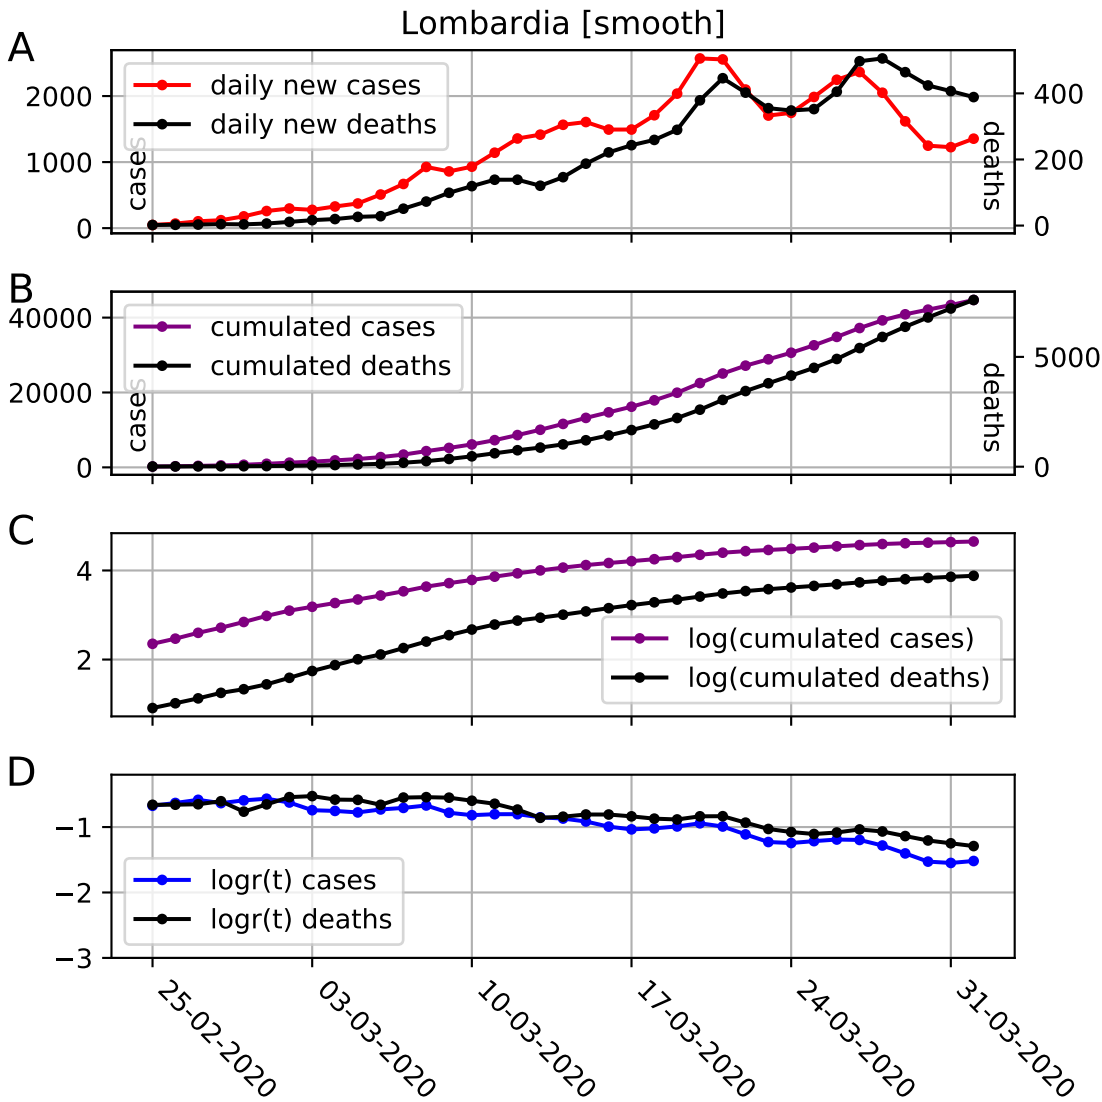 Lombardia [smooth]
A
daily new cases
daily new deaths
2000
1000
0
cases
400
200
0
deaths
B
cumulated cases
cumulated deaths
40000
20000
0
cases
5000
0
deaths
C
4
2
log(cumulated cases)
log(cumulated deaths)
D
−1
−2
−3
logr(t) cases
logr(t) deaths
25-02-2020
03-03-2020
10-03-2020
17-03-2020
24-03-2020
31-03-2020